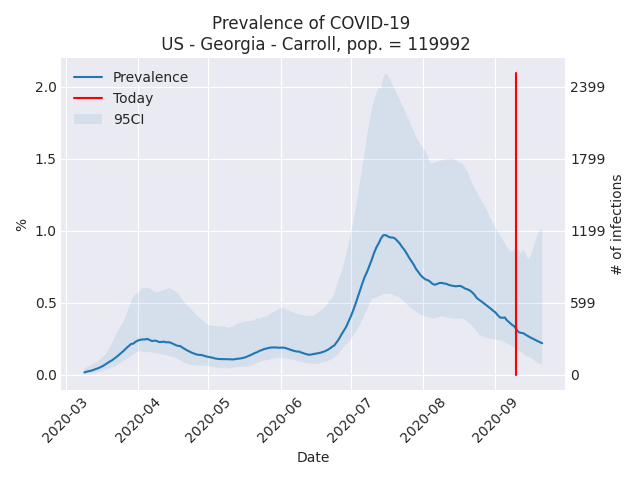 Prevalence of COVID-19
US - Georgia - Carroll, pop. = 119992
Prevalence
Today
95CI
2.0
1.5
1.0
0.5
0.0
%
2399
1799
1199
599
0
# of infections
2020-03
2020-04
2020-05
2020-06
2020-07
2020-08
2020-09
Date